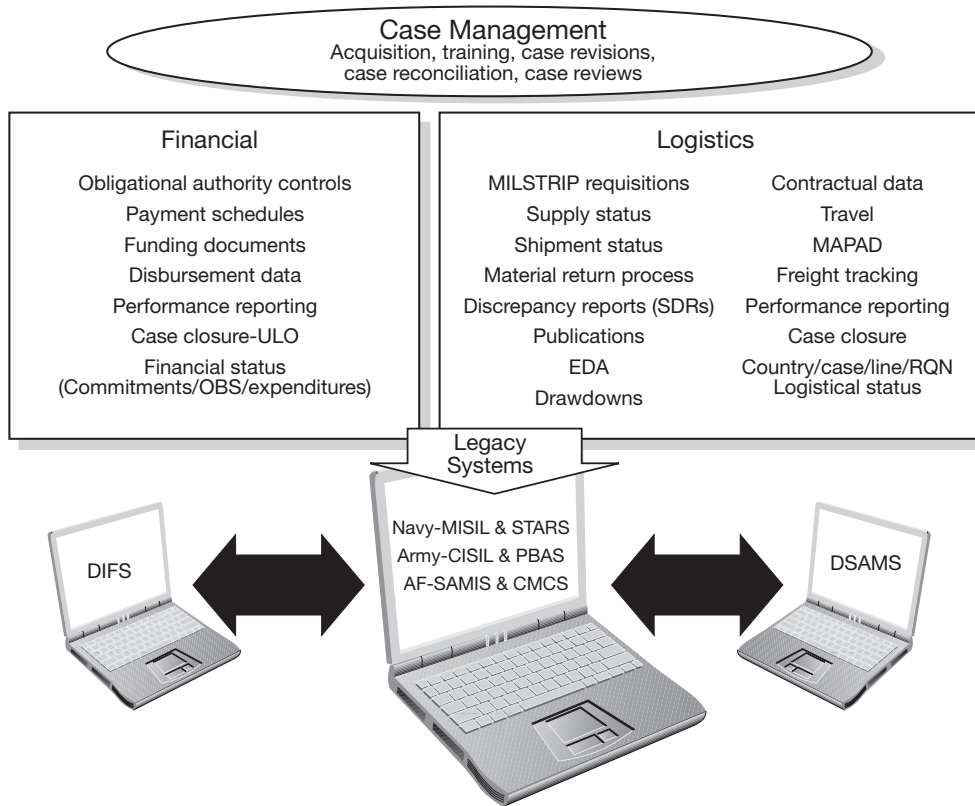 Case Management
Acquisition, training, case revisions,
case reconciliation, case reviews
Financial
Obligational authority controls
Payment schedules
Funding documents
Disbursement data
Performance reporting
Case closure-ULO
Financial status
(Commitments/OBS/expenditures)
Logistics
MILSTRIP requisitions
Supply status
Shipment status
Material return process
Discrepancy reports (SDRs)
Publications
EDA
Drawdowns
Contractual data
Travel
MAPAD
Freight tracking
Performance reporting
Case closure
Country/case/line/RQN
Logistical status
Legacy
Systems
DIFS
Navy-MISIL & STARS
Army-CISIL & PBAS
AF-SAMIS & CMCS
DSAMS